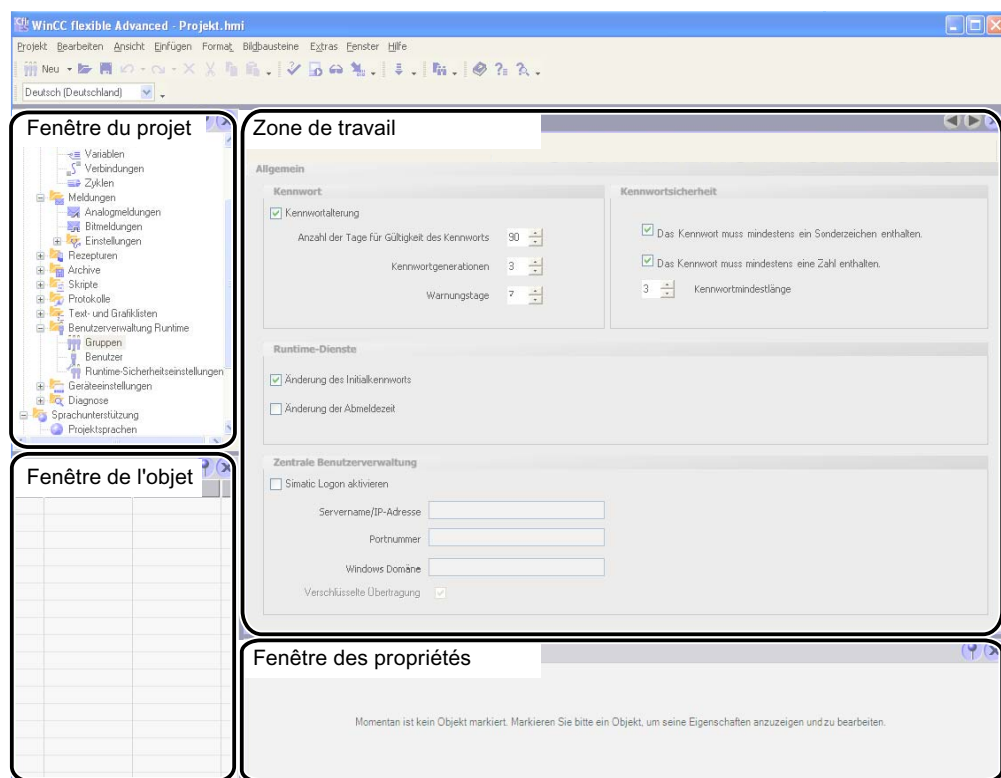 WinCC flexible Advanced - Projekt.hmi
Projekt Bearbeiten Ansicht Einfügen Format Bildbausteine Extras Fenster Hilfe
Neu
Deutsch (Deutschland)
Fenêtre du projet
Variablen
Verbindungen
Zyklen
Meldungen
Analogmeldungen
Bitmeldungen
Einstellungen
Rezepturen
Archive
Skripte
Protokolle
Text- und Grafiklisten
Benutzerverwaltung Runtime
Gruppen
Benutzer
Runtime-Sicherheitseinstellungen
Geräteeinstellungen
Diagnose
Sprachunterstützung
Projektsprachen
Fenêtre de l'objet
Zone de travail
Allgemein
Kennwort
Kennwortalterung
Anzahl der Tage für Gültigkeit des Kennworts 90
Kennwortgenerationen 3
Warnungstage 7
Kennwortsicherheit
Das Kennwort muss mindestens ein Sonderzeichen enthalten.
Das Kennwort muss mindestens eine Zahl enthalten.
3 Kennwortmindestlänge
Runtime-Dienste
Änderung des Initialkennworts
Änderung der Abmeldezeit
Zentrale Benutzerverwaltung
Simatic Logon aktivieren
Servername/IP-Adresse
Portnummer
Windows Domäne
Verschlüsselte Übertragung
Fenêtre des propriétés
Momentan ist kein Objekt markiert. Markieren Sie bitte ein Objekt, um seine Eigenschaften anzuzeigen und zu bearbeiten.